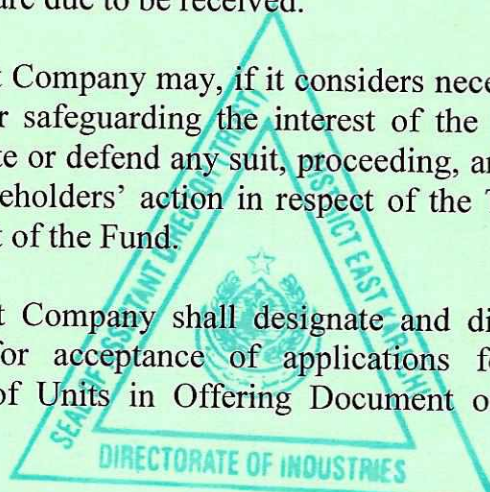 are due to be received.
t Company may, if it considers nece
r safeguarding the interest of the
te or defend any suit, proceeding, a
eholders' action in respect of the T
t of the Fund.
t Company shall designate and di
for acceptance of applications f
of Units in Offering Document o
SEAL OF ASSISTANT DIRECTOR (TRUST)
DISTRICT EAST
DIRECTORATE OF INDUSTRIES